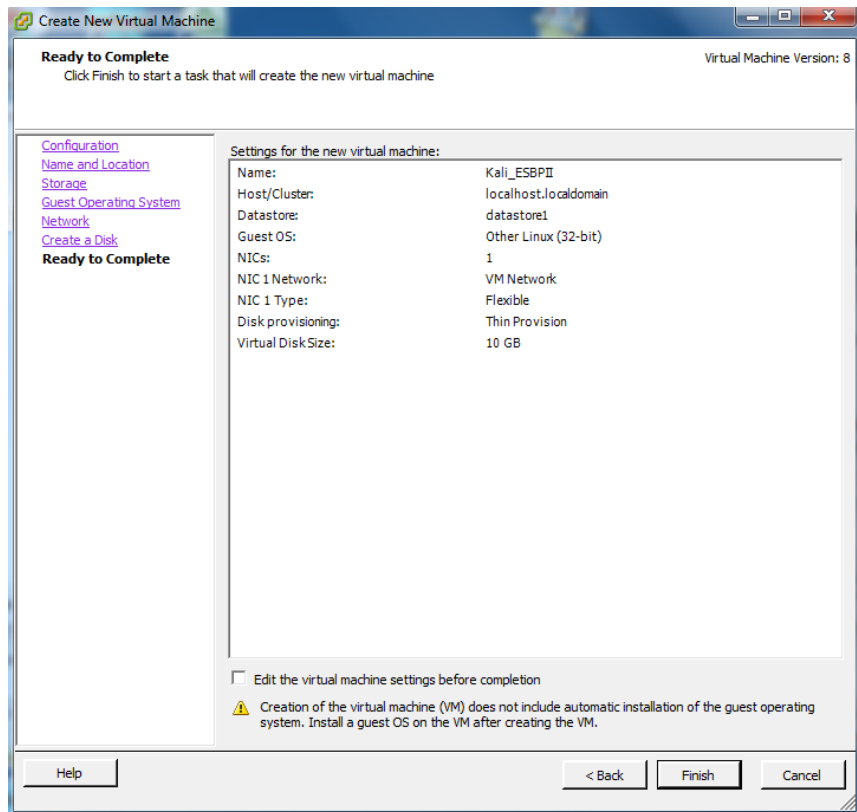 Create New Virtual Machine
Ready to Complete
Click Finish to start a task that will create the new virtual machine
Virtual Machine Version: 8
Configuration
Name and Location
Storage
Guest Operating System
Network
Create a Disk
Ready to Complete
Settings for the new virtual machine:
Name: Kali_ESBPII
Host/Cluster: localhost.localdomain
Datastore: datastore1
Guest OS: Other Linux (32-bit)
NICs: 1
NIC 1 Network: VM Network
NIC 1 Type: Flexible
Disk provisioning: Thin Provision
Virtual Disk Size: 10 GB
Edit the virtual machine settings before completion
Creation of the virtual machine (VM) does not include automatic installation of the guest operating
system. Install a guest OS on the VM after creating the VM.
Help
< Back
Finish
Cancel